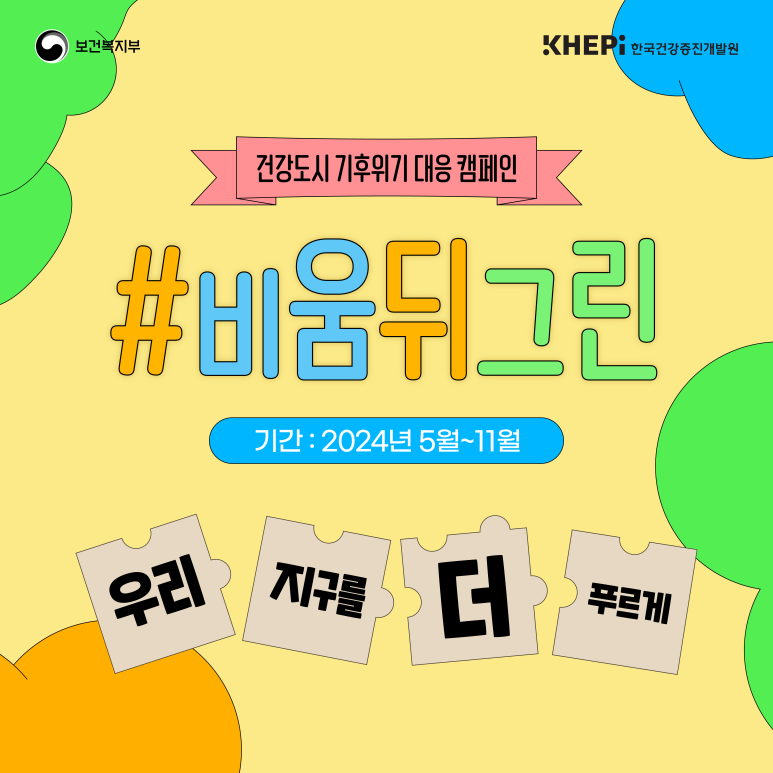 보건복지부
KHEPi 한국건강증진개발원
건강도시 기후위기 대응 캠페인
#비움뒤그린
기간 : 2024년 5월~11월
우리 지구를 더 푸르게